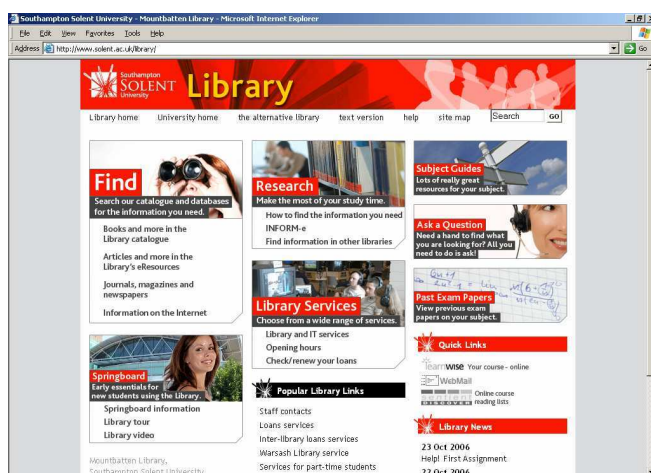 Southampton Solent University - Mountbatten Library - Microsoft Internet Explorer
File Edit View Favorites Tools Help
Address http://www.solent.ac.uk/library/ Go
Southampton
SOLENT
University
Library
Library home University home the alternative library text version help site map Search GO
Find
Search our catalogue and databases
for the information you need.
Books and more in the
Library catalogue
Articles and more in the
Library's eResources
Journals, magazines and
newspapers
Information on the Internet
Springboard
Early essentials for
new students using the Library.
Springboard information
Library tour
Library video
Mountbatten Library,
Southampton Solent University,
Research
Make the most of your study time.
How to find the information you need
INFORM-e
Find information in other libraries
Library Services
Choose from a wide range of services.
Library and IT services
Opening hours
Check/renew your loans
Popular Library Links
Staff contacts
Loans services
Inter-library loans services
Warsash Library service
Services for part-time students
Subject Guides
Lots of really great
resources for your subject.
Ask a Question
Need a hand to find what
you are looking for? All you
need to do is ask!
Past Exam Papers
View previous exam
papers on your subject.
Quick Links
learnwise Your course - online
WebMail
sentient
DISCOVER
Online course
reading lists
Library News
23 Oct 2006
Help! First Assignment
22 Oct 2006